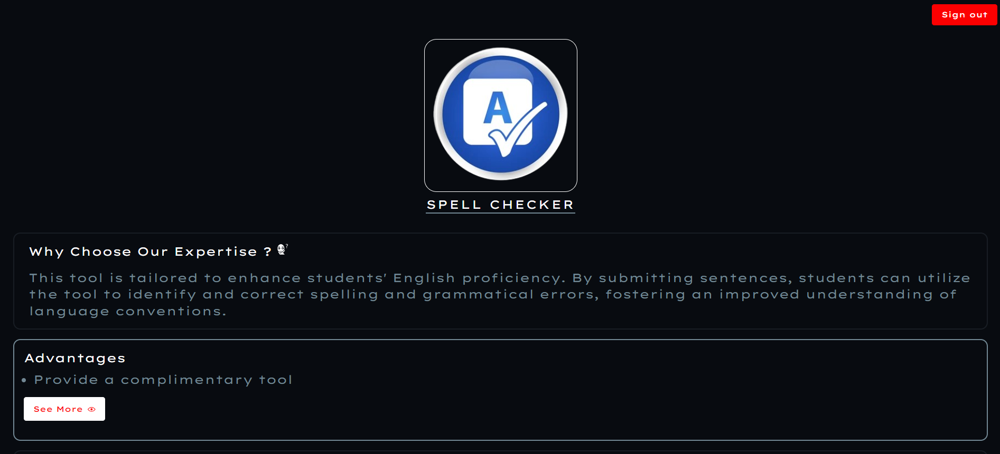 Sign out
A
SPELL CHECKER
Why Choose Our Expertise ?
This tool is tailored to enhance students' English proficiency. By submitting sentences, students can utilize
the tool to identify and correct spelling and grammatical errors, fostering an improved understanding of
language conventions.
Advantages
• Provide a complimentary tool
See More